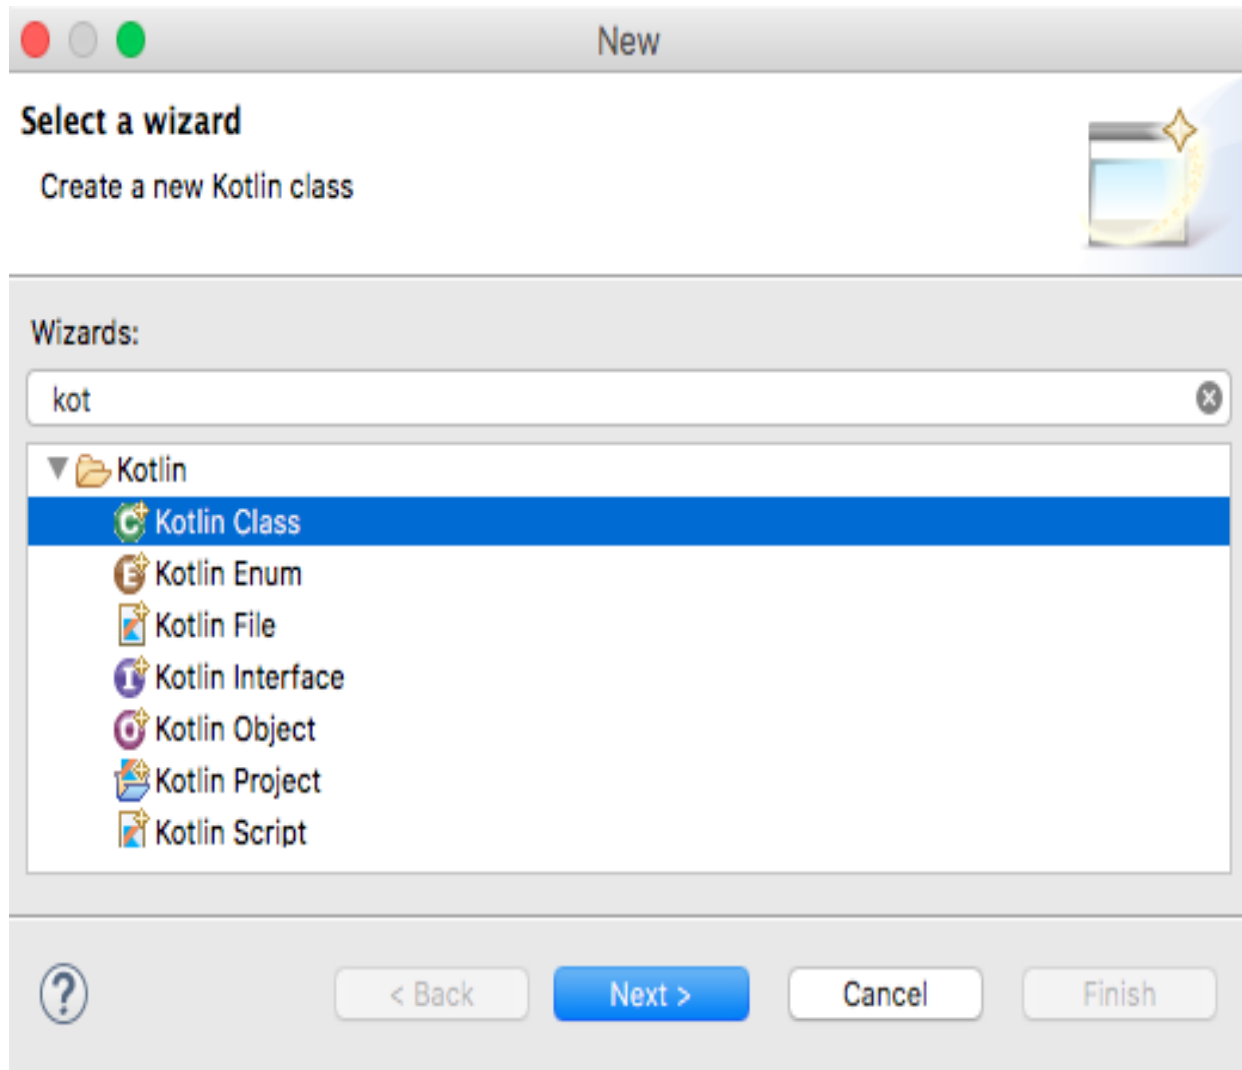 New
Select a wizard
Create a new Kotlin class
Wizards:
kot
Kotlin
Kotlin Class
Kotlin Enum
Kotlin File
Kotlin Interface
Kotlin Object
Kotlin Project
Kotlin Script
? < Back Next > Cancel Finish